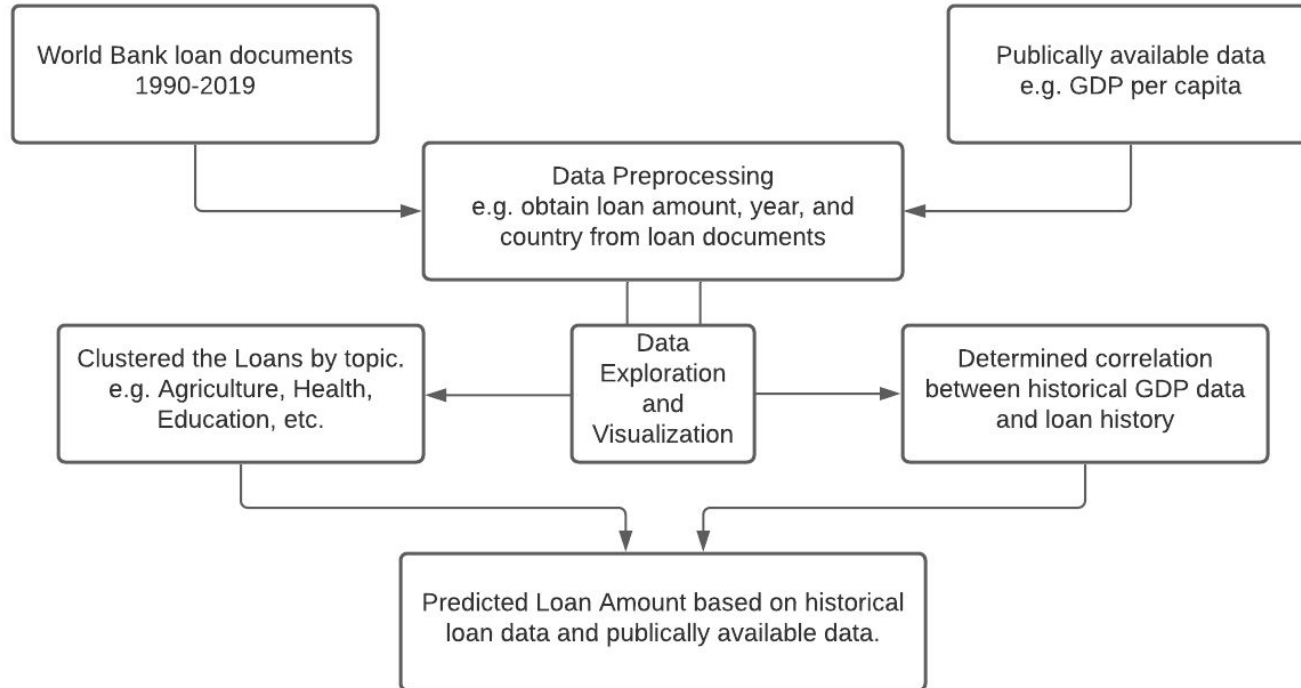 World Bank loan documents
1990-2019
Publically available data
e.g. GDP per capita
Data Preprocessing
e.g. obtain loan amount, year, and
country from loan documents
Clustered the Loans by topic.
e.g. Agriculture, Health,
Education, etc.
Data
Exploration
and
Visualization
Determined correlation
between historical GDP data
and loan history
Predicted Loan Amount based on historical
loan data and publically available data.